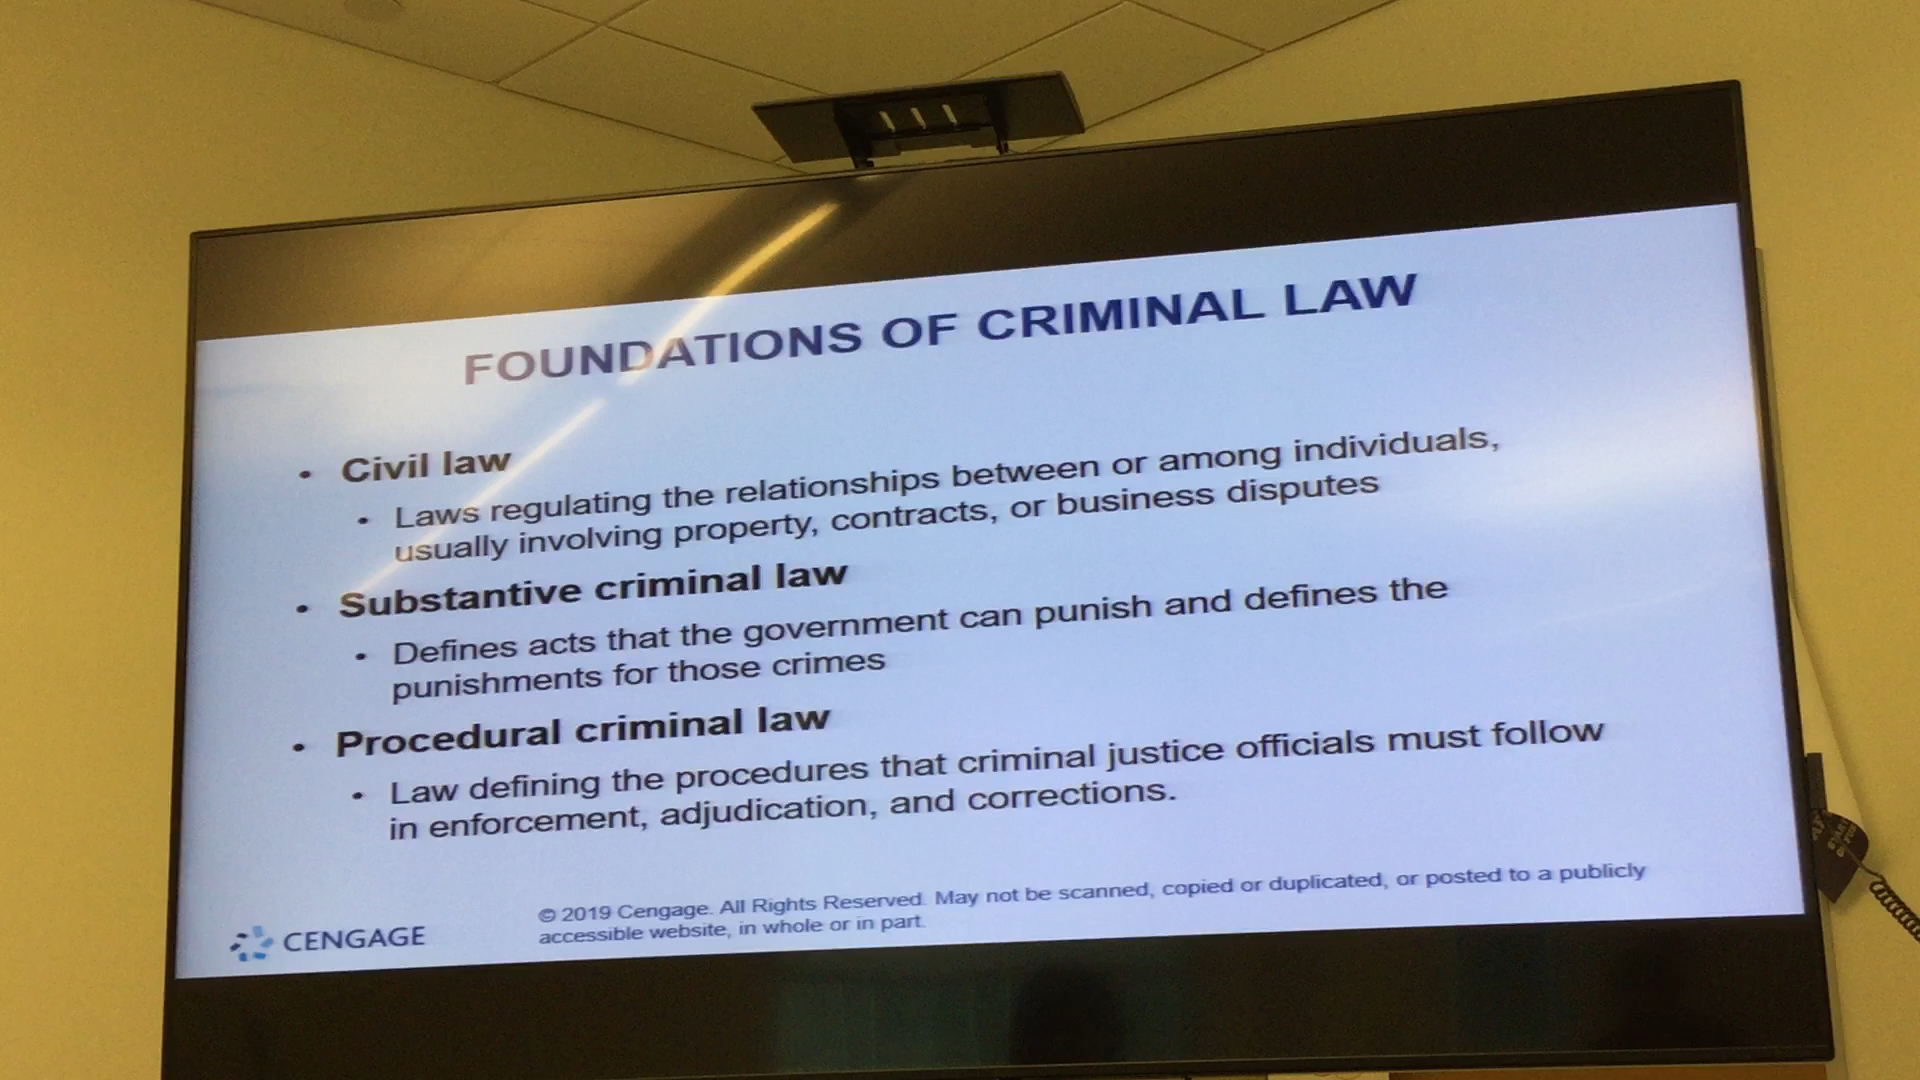 FOUNDATIONS OF CRIMINAL LAW
• Civil law
• Laws regulating the relationships between or among individuals,
usually involving property, contracts, or business disputes
• Substantive criminal law
• Defines acts that the government can punish and defines the
punishments for those crimes
• Procedural criminal law
• Law defining the procedures that criminal justice officials must follow
in enforcement, adjudication, and corrections.
CENGAGE
© 2019 Cengage. All Rights Reserved. May not be scanned, copied or duplicated, or posted to a publicly
accessible website, in whole or in part.